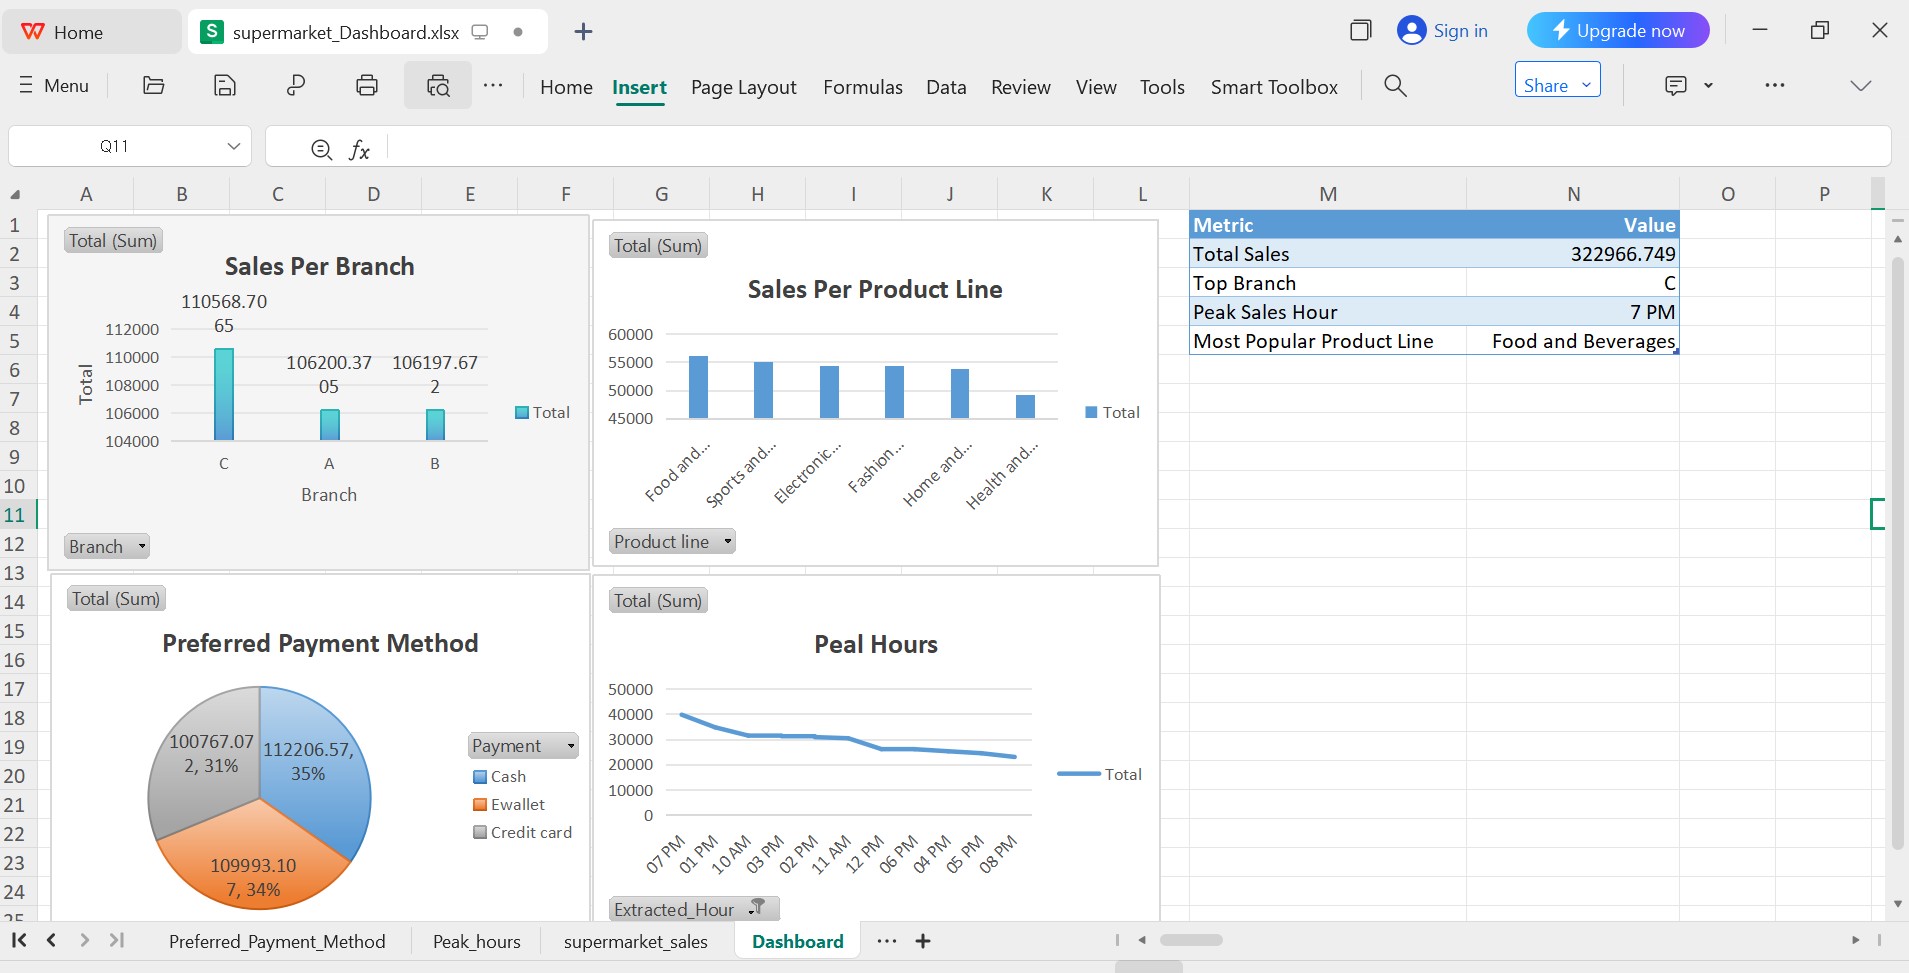 Home
supermarket_Dashboard.xlsx
Sign in
Upgrade now
Menu
Home Insert Page Layout Formulas Data Review View Tools Smart Toolbox
Share
Q11
fx
A B C D E F G H I J K L M N O P
1
2
3
4
5
6
7
8
9
10
11
12
13
14
15
16
17
18
19
20
21
22
23
24
25
Total (Sum)
Sales Per Branch
110568.70
65
106200.37
05
106197.67
2
112000
110000
108000
106000
104000
Total
C A B
Branch
Total
Branch
Total (Sum)
Sales Per Product Line
60000
55000
50000
45000
Food and...
Sports and...
Electronic...
Fashion...
Home and...
Health and...
Total
Product line
Metric Value
Total Sales 322966.749
Top Branch C
Peak Sales Hour 7 PM
Most Popular Product Line Food and Beverages
Total (Sum)
Preferred Payment Method
100767.07
2, 31%
112206.57,
35%
109993.10
7, 34%
Payment
Cash
Ewallet
Credit card
Total (Sum)
Peal Hours
50000
40000
30000
20000
10000
0
07 PM
01 PM
10 AM
03 PM
02 PM
11 AM
12 PM
06 PM
04 PM
05 PM
08 PM
Total
Extracted_Hour
Preferred_Payment_Method Peak_hours supermarket_sales Dashboard